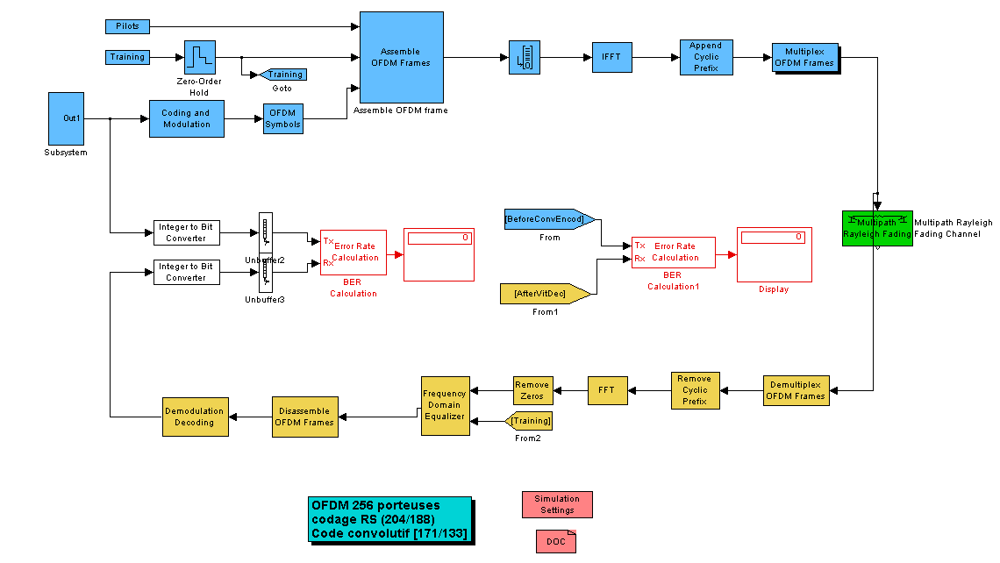 Pilots
Training
Zero-Order
Hold
Training
Goto
Assemble
OFDM Frames
Assemble OFDM frame
IFFT
Append
Cyclic
Prefix
Multiplex
OFDM Frames
Out1
Subsystem
Coding and
Modulation
OFDM
Symbols
Integer to Bit
Converter
Unbuffer2
Integer to Bit
Converter
Unbuffer3
Tx
Rx
Error Rate
Calculation
BER
Calculation
0
[BeforeConvEncod]
From
[AfterVitDec]
From1
Tx
Rx
Error Rate
Calculation
BER
Calculation1
0
Display
Multipath
Rayleigh Fading
Multipath Rayleigh
Fading Channel
Demodulation
Decoding
Disassemble
OFDM Frames
Frequency
Domain
Equalizer
Remove
Zeros
[Training]
From2
FFT
Remove
Cyclic
Prefix
Demultiplex
OFDM Frames
OFDM 256 porteuses
codage RS (204/188)
Code convolutif [171/133]
Simulation
Settings
DOC